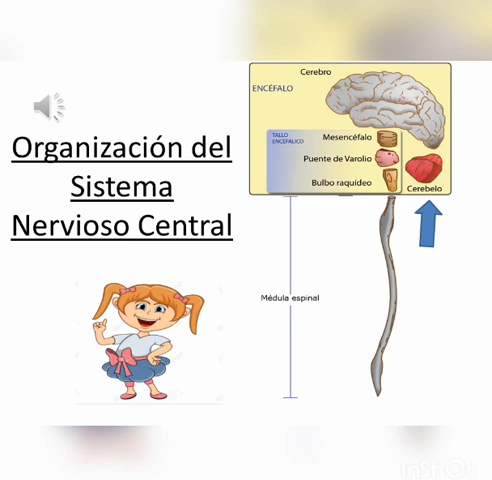 Organización del
Sistema
Nervioso Central
Cerebro
ENCÉFALO
TALLO
ENCEFÁLICO
Mesencéfalo
Puente de Varolio
Bulbo raquídeo
Cerebelo
Médula espinal
InShOt